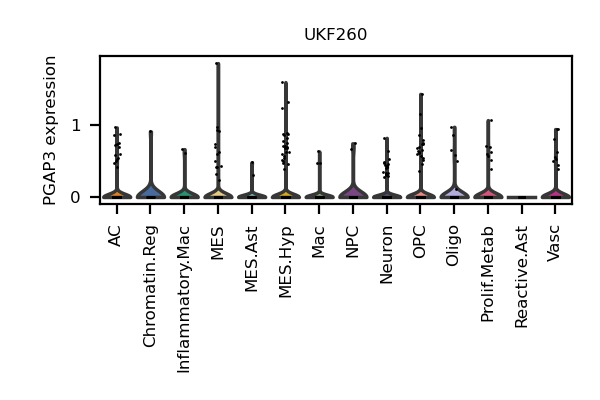 UKF260
PGAP3 expression
1
0
AC
Chromatin.Reg
Inflammatory.Mac
MES
MES.Ast
MES.Hyp
Mac
NPC
Neuron
OPC
Oligo
Prolif.Metab
Reactive.Ast
Vasc